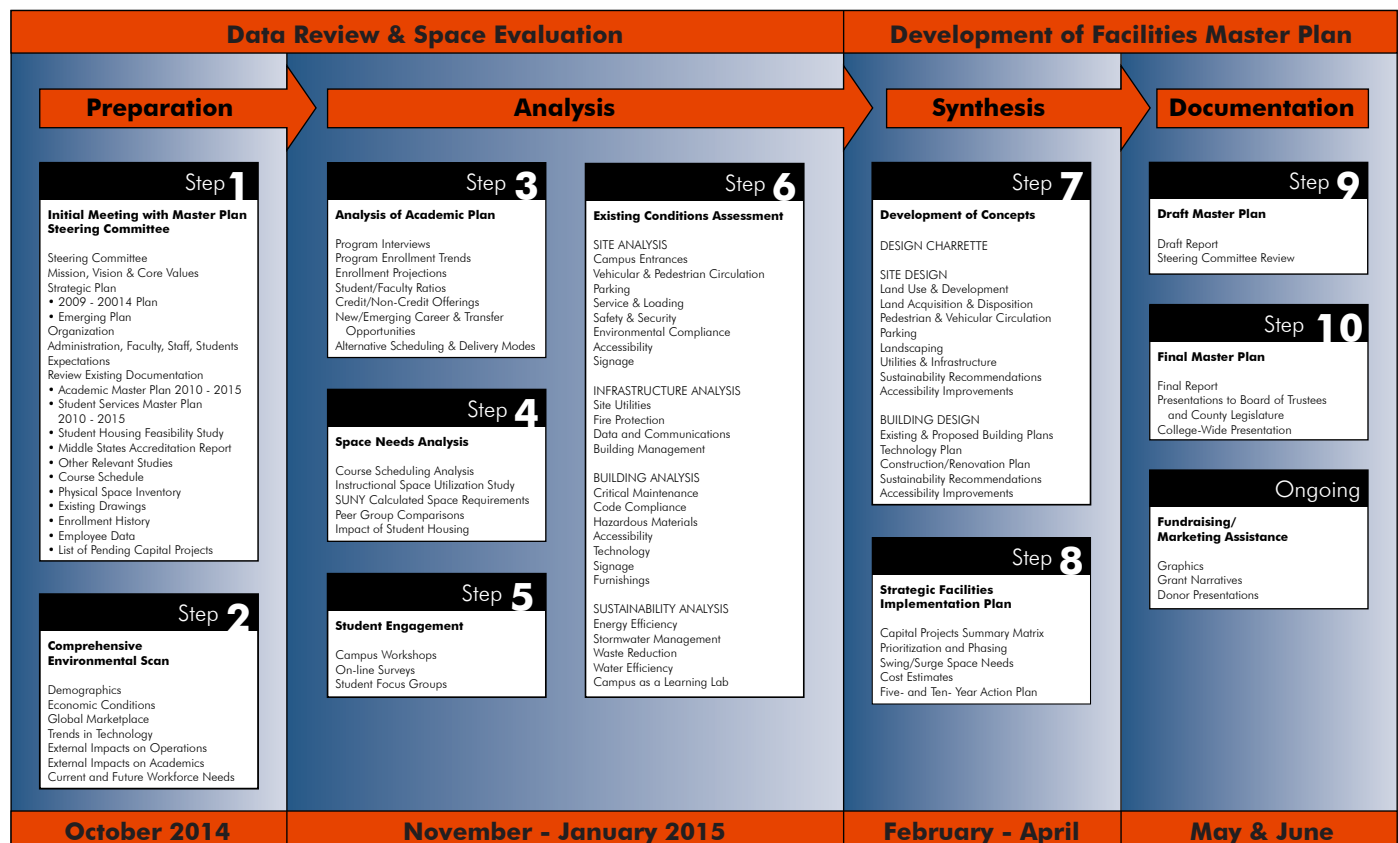 Data Review & Space Evaluation
Development of Facilities Master Plan
Preparation
Analysis
Synthesis
Documentation
Step 1
Initial Meeting with Master Plan
Steering Committee
Steering Committee
Mission, Vision & Core Values
Strategic Plan
• 2009 - 20014 Plan
• Emerging Plan
Organization
Administration, Faculty, Staff, Students
Expectations
Review Existing Documentation
• Academic Master Plan 2010 - 2015
• Student Services Master Plan
2010 - 2015
• Student Housing Feasibility Study
• Middle States Accreditation Report
• Other Relevant Studies
• Course Schedule
• Physical Space Inventory
• Existing Drawings
• Enrollment History
• Employee Data
• List of Pending Capital Projects
Step 2
Comprehensive
Environmental Scan
Demographics
Economic Conditions
Global Marketplace
Trends in Technology
External Impacts on Operations
External Impacts on Academics
Current and Future Workforce Needs
Step 3
Analysis of Academic Plan
Program Interviews
Program Enrollment Trends
Enrollment Projections
Student/Faculty Ratios
Credit/Non-Credit Offerings
New/Emerging Career & Transfer
Opportunities
Alternative Scheduling & Delivery Modes
Step 4
Space Needs Analysis
Course Scheduling Analysis
Instructional Space Utilization Study
SUNY Calculated Space Requirements
Peer Group Comparisons
Impact of Student Housing
Step 5
Student Engagement
Campus Workshops
On-line Surveys
Student Focus Groups
Step 6
Existing Conditions Assessment
SITE ANALYSIS
Campus Entrances
Vehicular & Pedestrian Circulation
Parking
Service & Loading
Safety & Security
Environmental Compliance
Accessibility
Signage
INFRASTRUCTURE ANALYSIS
Site Utilities
Fire Protection
Data and Communications
Building Management
BUILDING ANALYSIS
Critical Maintenance
Code Compliance
Hazardous Materials
Accessibility
Technology
Signage
Furnishings
SUSTAINABILITY ANALYSIS
Energy Efficiency
Stormwater Management
Waste Reduction
Water Efficiency
Campus as a Learning Lab
Step 7
Development of Concepts
DESIGN CHARRETTE
SITE DESIGN
Land Use & Development
Land Acquisition & Disposition
Pedestrian & Vehicular Circulation
Parking
Landscaping
Utilities & Infrastructure
Sustainability Recommendations
Accessibility Improvements
BUILDING DESIGN
Existing & Proposed Building Plans
Technology Plan
Construction/Renovation Plan
Sustainability Recommendations
Accessibility Improvements
Step 8
Strategic Facilities
Implementation Plan
Capital Projects Summary Matrix
Prioritization and Phasing
Swing/Surge Space Needs
Cost Estimates
Five- and Ten- Year Action Plan
Step 9
Draft Master Plan
Draft Report
Steering Committee Review
Step 10
Final Master Plan
Final Report
Presentations to Board of Trustees
and County Legislature
College-Wide Presentation
Ongoing
Fundraising/
Marketing Assistance
Graphics
Grant Narratives
Donor Presentations
October 2014
November - January 2015
February - April
May & June